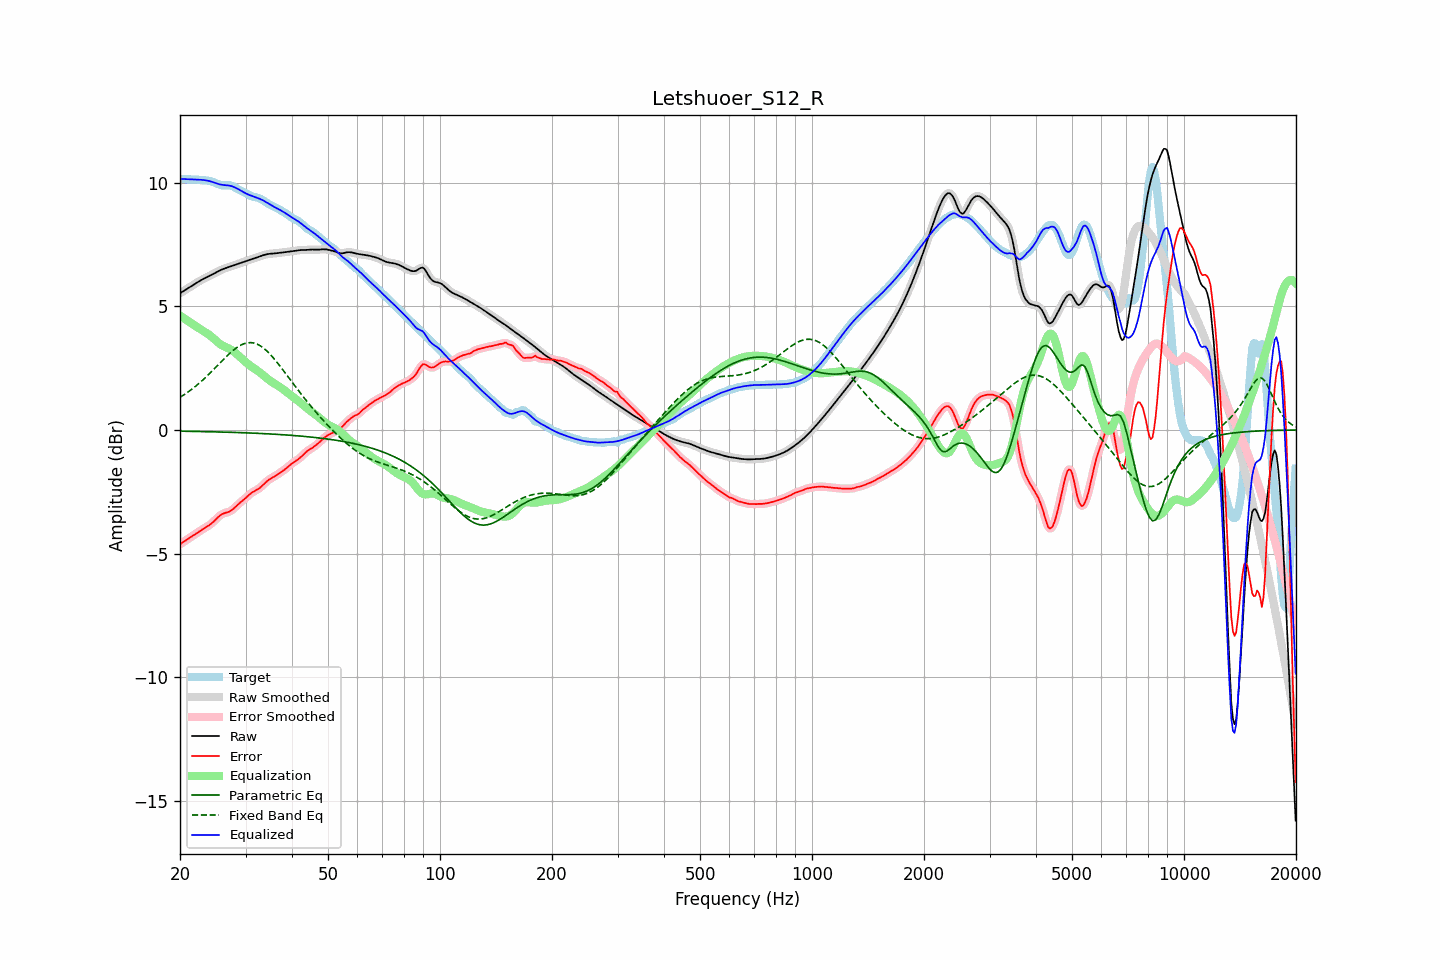 Letshuoer_S12_R
Amplitude (dBr)
10
5
0
−5
−10
−15
Target
Raw Smoothed
Error Smoothed
Raw
Error
Equalization
Parametric Eq
Fixed Band Eq
Equalized
20 50 100 200 500 1000 2000 5000 10000 20000
Frequency (Hz)